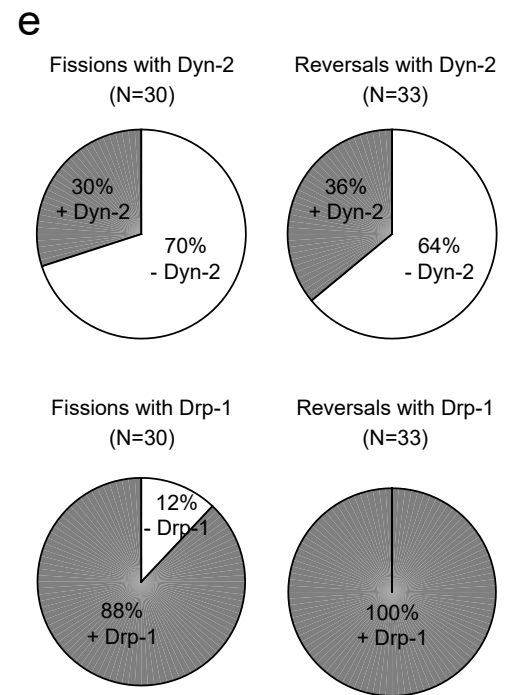 e
Fissions with Dyn-2
(N=30)
Reversals with Dyn-2
(N=33)
30%
+ Dyn-2
70%
- Dyn-2
36%
+ Dyn-2
64%
- Dyn-2
Fissions with Drp-1
(N=30)
Reversals with Drp-1
(N=33)
12%
- Drp-1
88%
+ Drp-1
100%
+ Drp-1